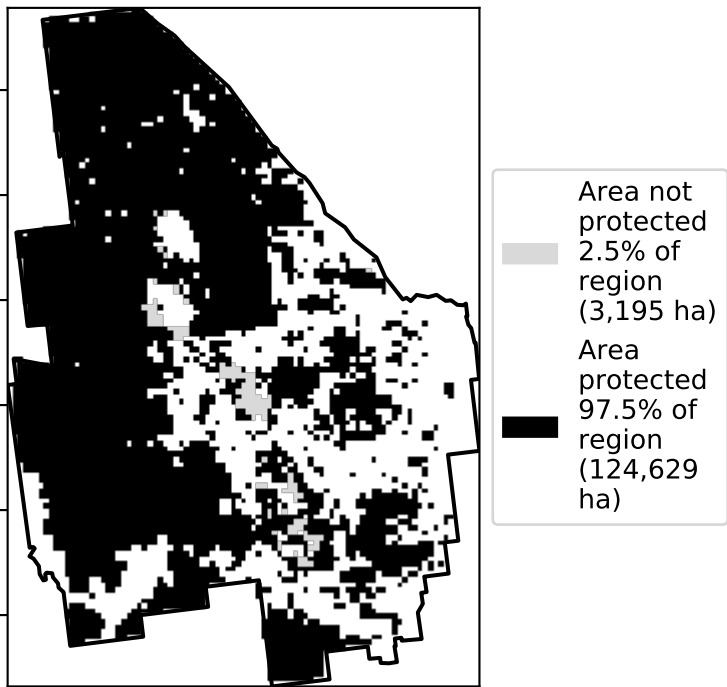 Area not
protected
2.5% of
region
(3,195 ha)
Area
protected
97.5% of
region
(124,629
ha)